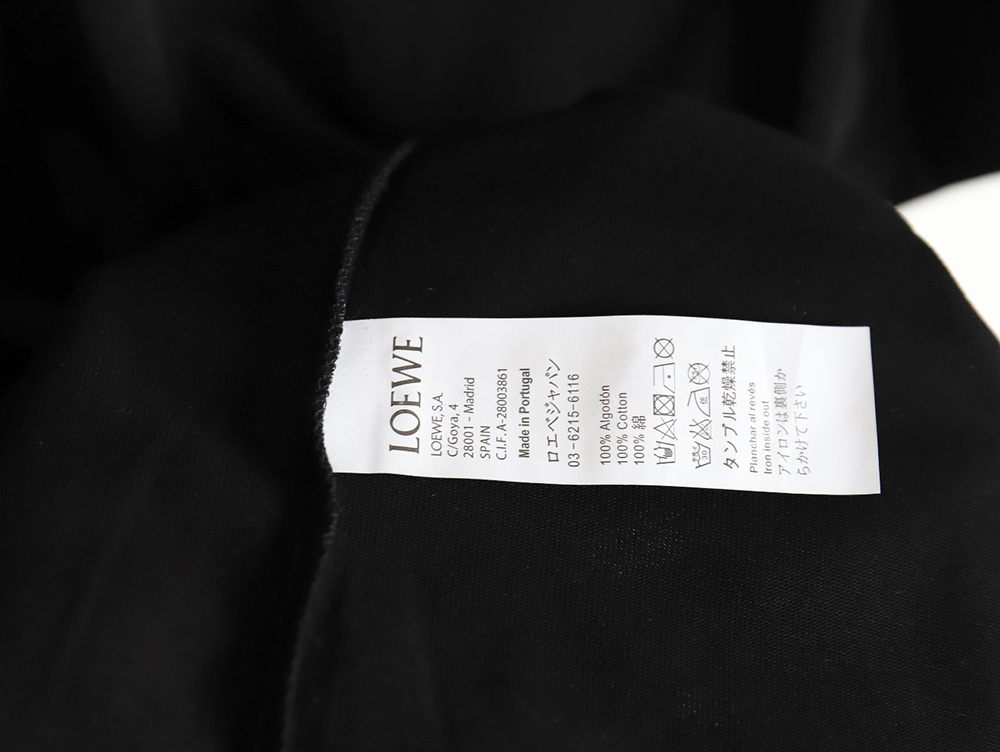 LOEWE
LOEWE, S.A.
C/Goya, 4
28001 - Madrid
SPAIN
C.I.F. A-28003861
Made in Portugal
ロエベジャパン
03-6215-6116
100% Algodón
100% Cotton
100% 綿
タンブル乾燥禁止
Planchar al revés
Iron inside out
アイロンは裏側か
らかけて下さい